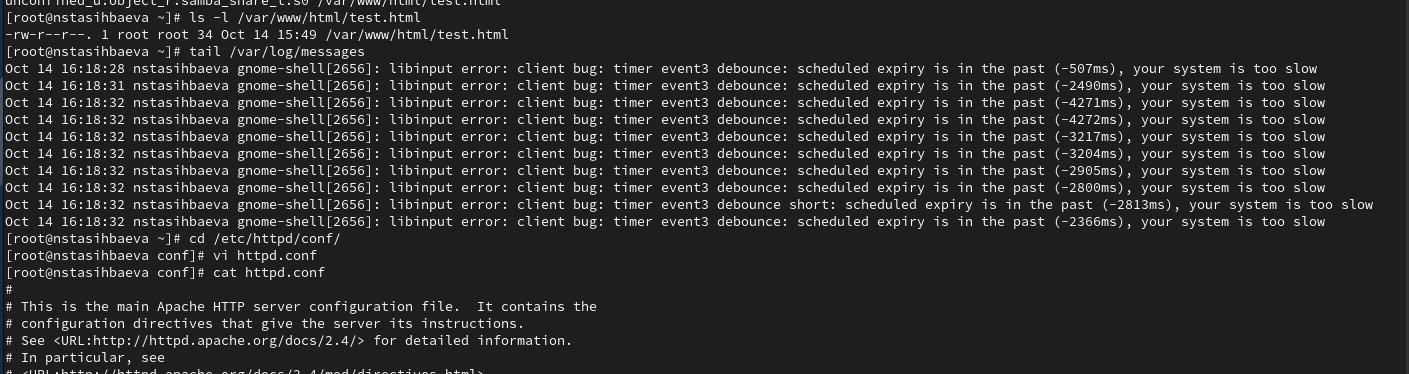 unconfined_u:object_r:samba_share_t:s0 /var/www/html/test.html
[root@nstasihbaeva ~]# ls -l /var/www/html/test.html
-rw-r--r--. 1 root root 34 Oct 14 15:49 /var/www/html/test.html
[root@nstasihbaeva ~]# tail /var/log/messages
Oct 14 16:18:28 nstasihbaeva gnome-shell[2656]: libinput error: client bug: timer event3 debounce: scheduled expiry is in the past (-507ms), your system is too slow
Oct 14 16:18:31 nstasihbaeva gnome-shell[2656]: libinput error: client bug: timer event3 debounce: scheduled expiry is in the past (-2490ms), your system is too slow
Oct 14 16:18:32 nstasihbaeva gnome-shell[2656]: libinput error: client bug: timer event3 debounce: scheduled expiry is in the past (-4271ms), your system is too slow
Oct 14 16:18:32 nstasihbaeva gnome-shell[2656]: libinput error: client bug: timer event3 debounce: scheduled expiry is in the past (-4272ms), your system is too slow
Oct 14 16:18:32 nstasihbaeva gnome-shell[2656]: libinput error: client bug: timer event3 debounce: scheduled expiry is in the past (-3217ms), your system is too slow
Oct 14 16:18:32 nstasihbaeva gnome-shell[2656]: libinput error: client bug: timer event3 debounce: scheduled expiry is in the past (-3204ms), your system is too slow
Oct 14 16:18:32 nstasihbaeva gnome-shell[2656]: libinput error: client bug: timer event3 debounce: scheduled expiry is in the past (-2905ms), your system is too slow
Oct 14 16:18:32 nstasihbaeva gnome-shell[2656]: libinput error: client bug: timer event3 debounce: scheduled expiry is in the past (-2800ms), your system is too slow
Oct 14 16:18:32 nstasihbaeva gnome-shell[2656]: libinput error: client bug: timer event3 debounce short: scheduled expiry is in the past (-2813ms), your system is too slow
Oct 14 16:18:32 nstasihbaeva gnome-shell[2656]: libinput error: client bug: timer event3 debounce: scheduled expiry is in the past (-2366ms), your system is too slow
[root@nstasihbaeva ~]# cd /etc/httpd/conf/
[root@nstasihbaeva conf]# vi httpd.conf
[root@nstasihbaeva conf]# cat httpd.conf
#
# This is the main Apache HTTP server configuration file.  It contains the
# configuration directives that give the server its instructions.
# See <URL:http://httpd.apache.org/docs/2.4/> for detailed information.
# In particular, see
# <URL:http://httpd.apache.org/docs/2.4/mod/directives.html>